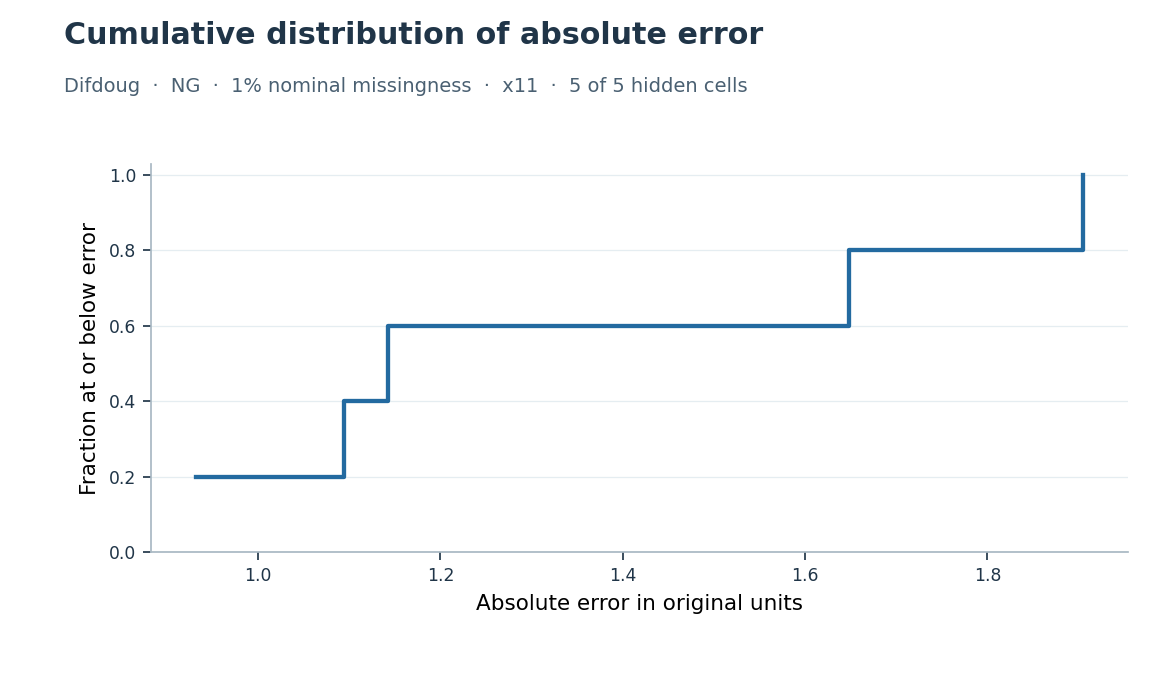 Cumulative distribution of absolute error
Difdoug · NG · 1% nominal missingness · x11 · 5 of 5 hidden cells
Fraction at or below error
1.0
0.8
0.6
0.4
0.2
0.0
1.0 1.2 1.4 1.6 1.8
Absolute error in original units